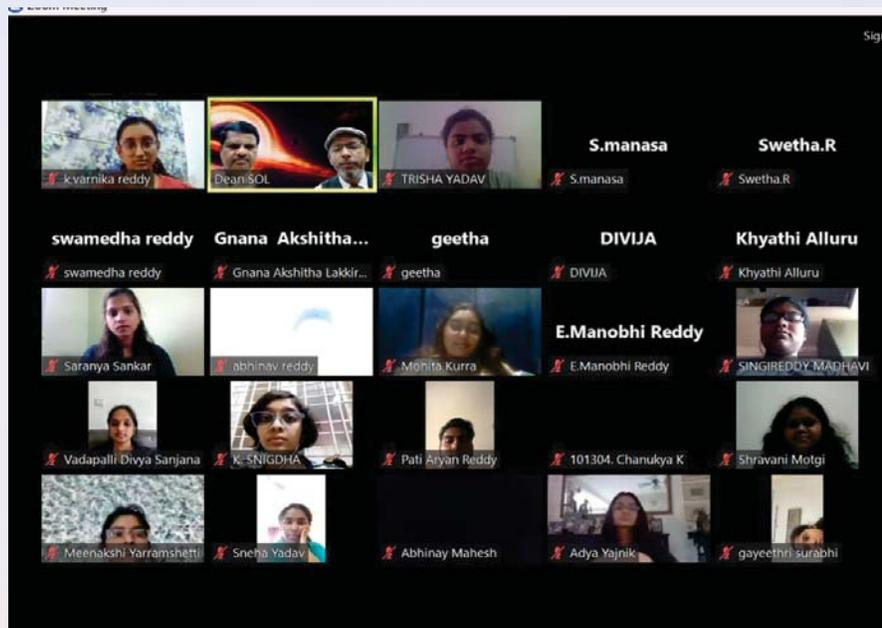 Zoom Meeting
Sig
k.varnika reddy
Dean SOL
TRISHA YADAV
S.manasa
S.manasa
Swetha.R
Swetha.R
swamedha reddy
swamedha reddy
Gnana Akshitha...
Gnana Akshitha Lakkir...
geetha
geetha
DIVIJA
DIVIJA
Khyathi Alluru
Khyathi Alluru
Saranya Sankar
abhinav reddy
Mohita Kurra
E.Manobhi Reddy
E.Manobhi Reddy
SINGIREDDY MADHAVI
Vadapalli Divya Sanjana
K. SNIGDHA
Pati Aryan Reddy
101304. Chanukya K
Shravani Motgi
Meenakshi Yarramshetti
Sneha Yadav
Abhinay Mahesh
Adya Yajnik
gayeethri surabhi